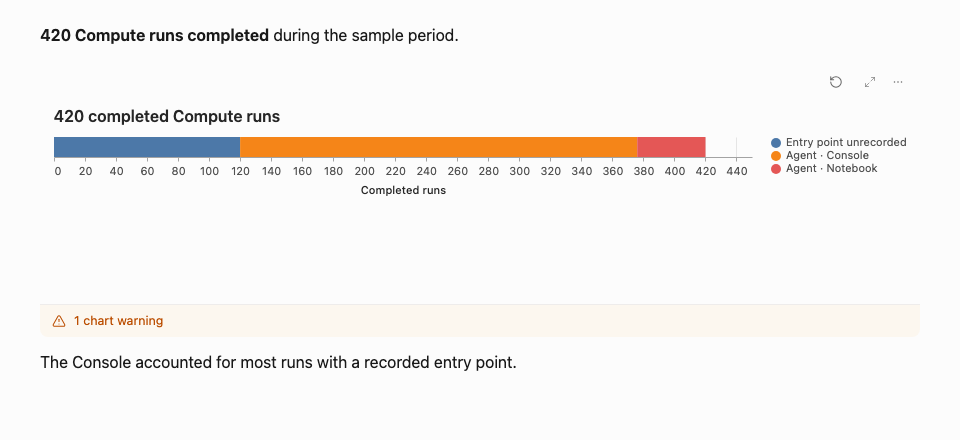 420 Compute runs completed during the sample period.
420 completed Compute runs
Entry point unrecorded
Agent · Console
Agent · Notebook
0 20 40 60 80 100 120 140 160 180 200 220 240 260 280 300 320 340 360 380 400 420 440
Completed runs
1 chart warning
The Console accounted for most runs with a recorded entry point.